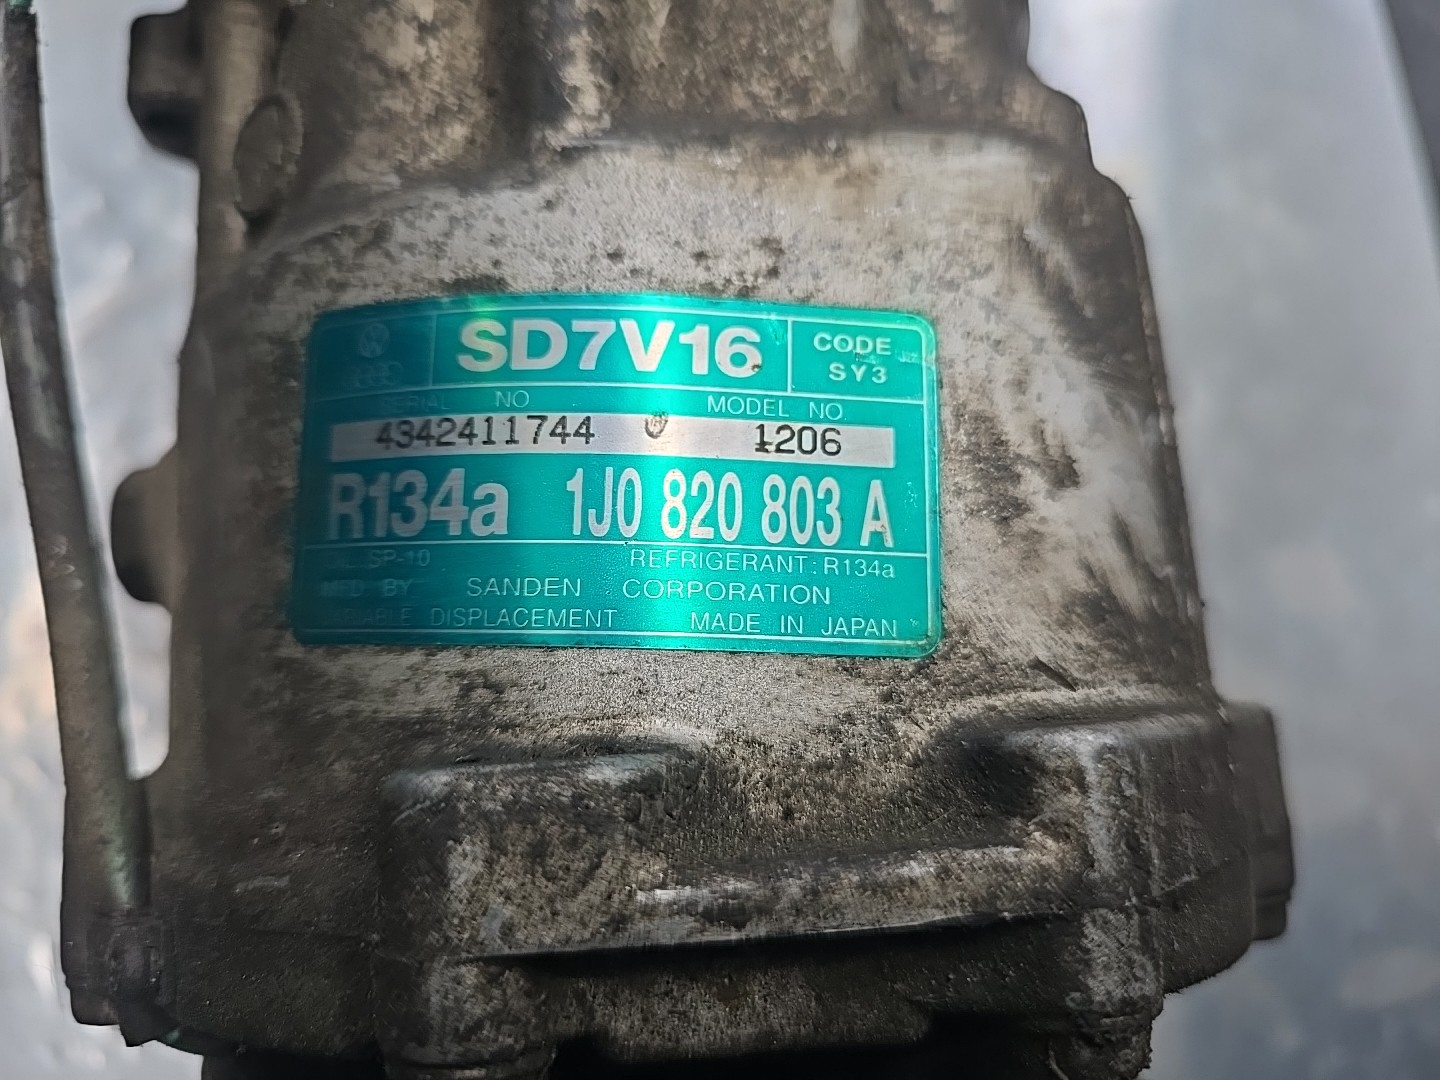 SD7V16
CODE
SY3
SERIAL NO
MODEL NO.
4342411744
1206
R134a 1J0 820 803 A
OIL:SP-10
REFRIGERANT:R134a
MFD BY SANDEN CORPORATION
VARIABLE DISPLACEMENT MADE IN JAPAN